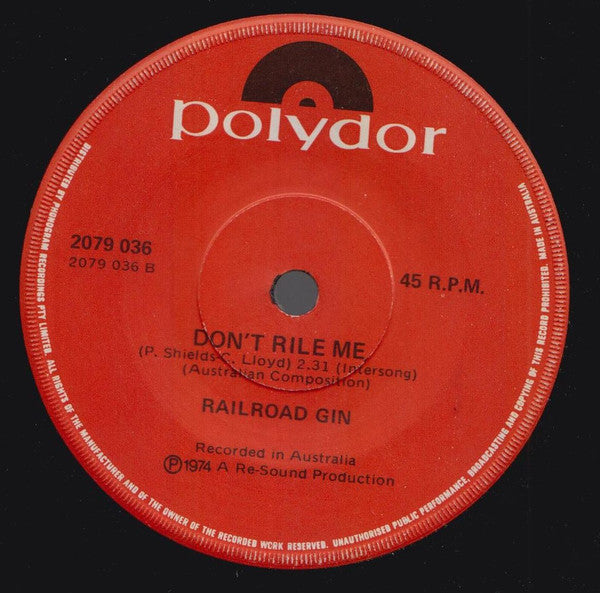 polydor
2079 036
2079 036 B
45 R.P.M.
DON'T RILE ME
(P. Shields-C. Lloyd) 2.31 (Intersong)
(Australian Composition)
RAILROAD GIN
Recorded in Australia
Ⓟ1974 A Re-Sound Production
DISTRIBUTED BY PHONOGRAM RECORDINGS PTY LIMITED. ALL RIGHTS OF THE MANUFACTURER AND OF THE OWNER OF THE RECORDED WORK RESERVED. UNAUTHORISED PUBLIC PERFORMANCE, BROADCASTING AND COPYING OF THIS RECORD PROHIBITED. MADE IN AUSTRALIA